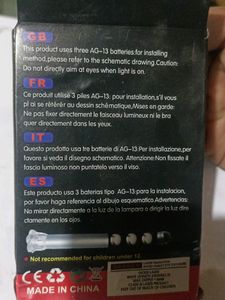 GB
This product uses three AG-13 batteries.for installing
method,please refer to the schematic drawing.Caution:
Do not directly aim at eyes when light is on.
FR
Ce produit utilisé 3 piles AG-13: pour installation,s'il vous
pl ai se référer au dessin schématique,Mises en garde:
Ne pas fixer directement le faisceau lumineux ni le bra
quer dans les yeux.
IT
Questo prodotto usa tre batterie di AG-13.Per installazione,per
favore si veda il disegno schematico. Attenzione:Non fissate il
fascio luminoso non puntatelo verso il viso.
ES
Este producto usa 3 baterias tipo AG-13 para la instalacion,
por favor haga referencia al dibujo esquematico.Advertencias:
No mirar directamente a la luz de la lampara o dirigir la luz dire
ctamente en los ojos.
Not recommended for children under 12
CE
MADE IN CHINA